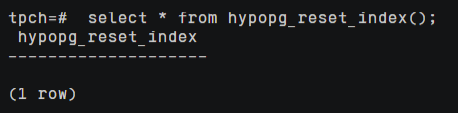 tpch=#  select * from hypopg_reset_index();
 hypopg_reset_index
--------------------

(1 row)